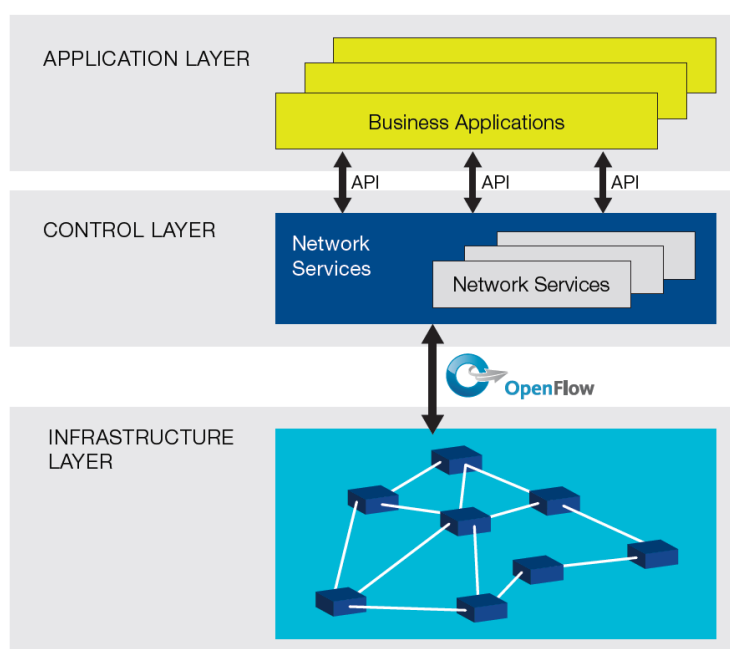 APPLICATION LAYER
Business Applications
API
API
API
CONTROL LAYER
Network
Services
Network Services
OpenFlow
INFRASTRUCTURE
LAYER